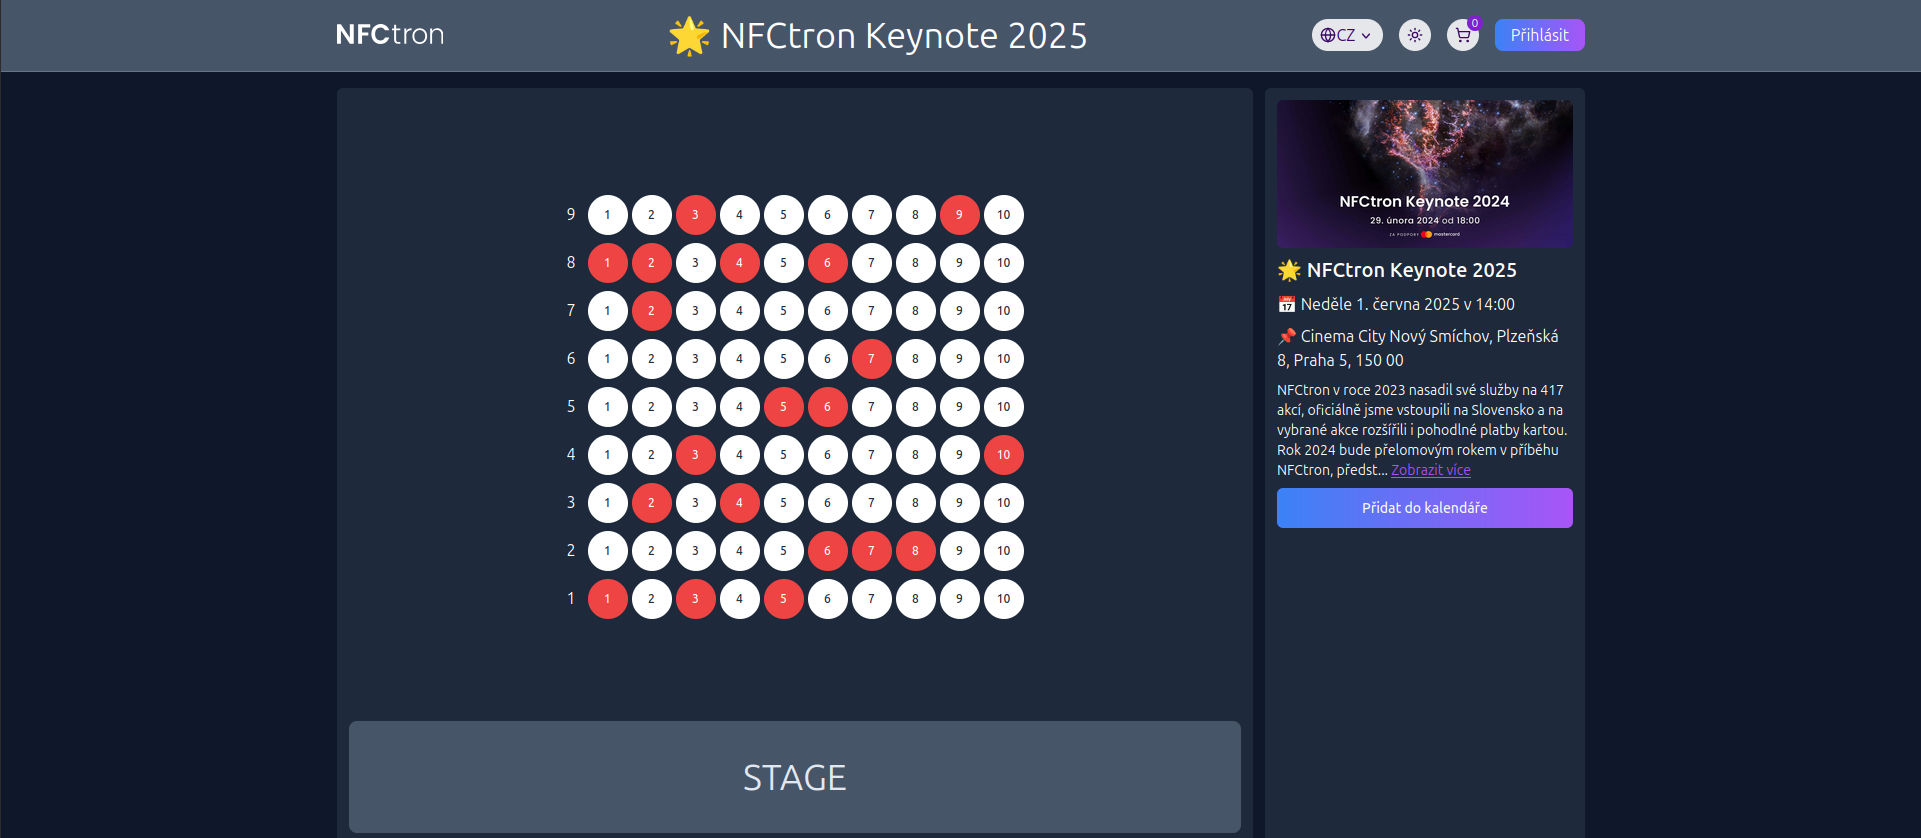 NFCtron
🌟 NFCtron Keynote 2025
CZ
0
Přihlásit
9 1 2 3 4 5 6 7 8 9 10
8 1 2 3 4 5 6 7 8 9 10
7 1 2 3 4 5 6 7 8 9 10
6 1 2 3 4 5 6 7 8 9 10
5 1 2 3 4 5 6 7 8 9 10
4 1 2 3 4 5 6 7 8 9 10
3 1 2 3 4 5 6 7 8 9 10
2 1 2 3 4 5 6 7 8 9 10
1 1 2 3 4 5 6 7 8 9 10
STAGE
NFCtron Keynote 2024
29. února 2024 od 18:00
ZA PODPORY mastercard
🌟 NFCtron Keynote 2025
📅 Neděle 1. června 2025 v 14:00
📌 Cinema City Nový Smíchov, Plzeňská
8, Praha 5, 150 00
NFCtron v roce 2023 nasadil své služby na 417
akcí, oficiálně jsme vstoupili na Slovensko a na
vybrané akce rozšířili i pohodlné platby kartou.
Rok 2024 bude přelomovým rokem v příběhu
NFCtron, předst... Zobrazit více
Přidat do kalendáře